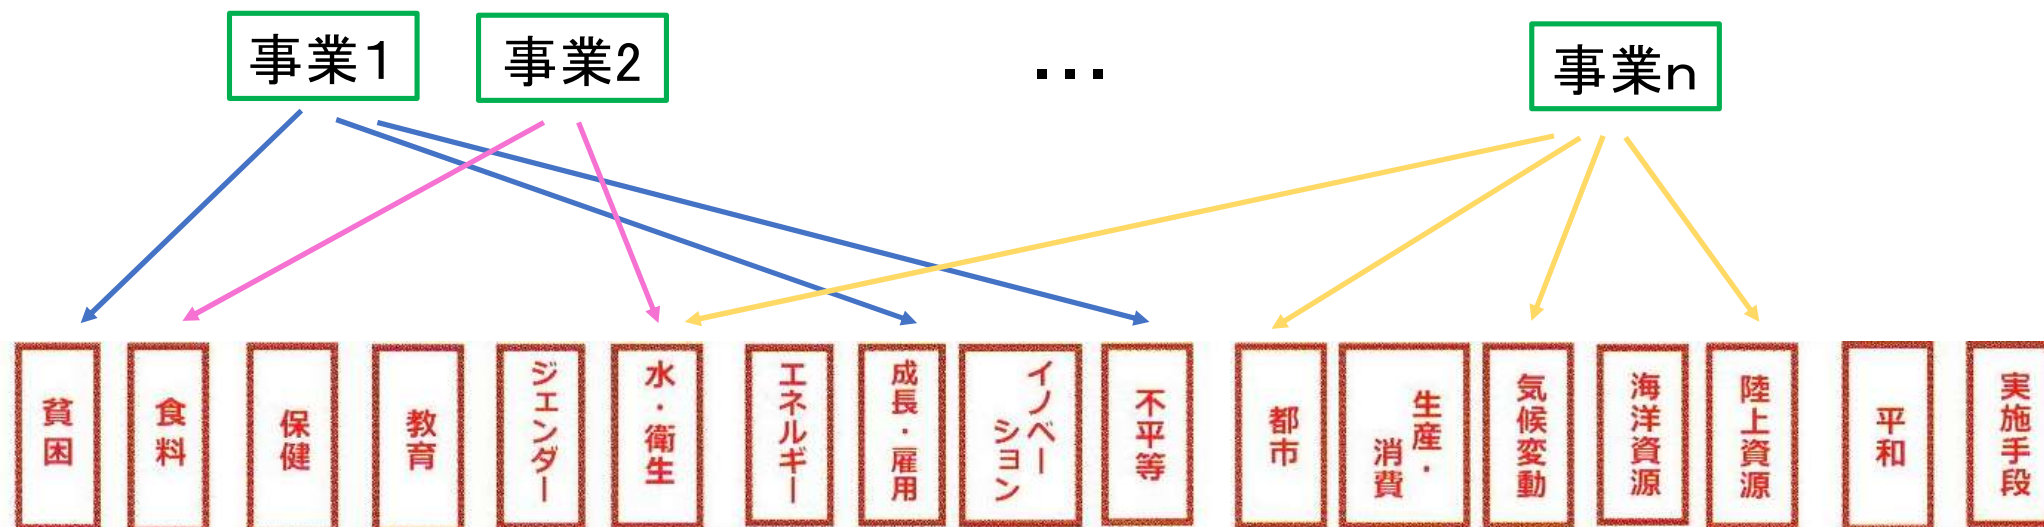 事業1
事業2
…
事業n
貧困
食料
保健
教育
ジェンダー
水・衛生
エネルギー
成長・雇用
イノベー
ション
不平等
都市
生産・
消費
気候変動
海洋資源
陸上資源
平和
実施手段